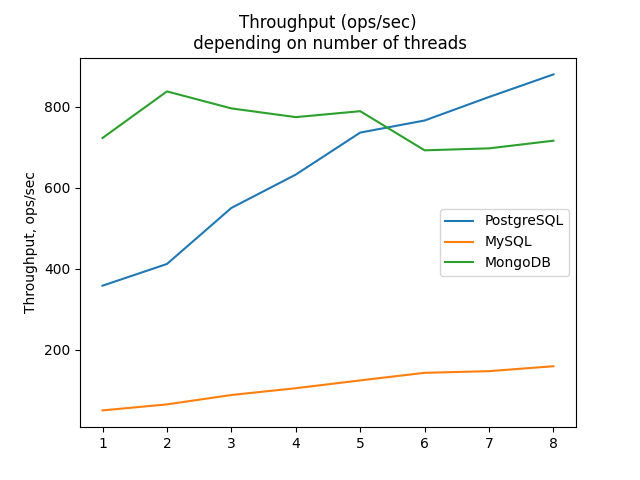 Throughput (ops/sec)
depending on number of threads
Throughput, ops/sec
800
600
400
200
PostgreSQL
MySQL
MongoDB
1 2 3 4 5 6 7 8